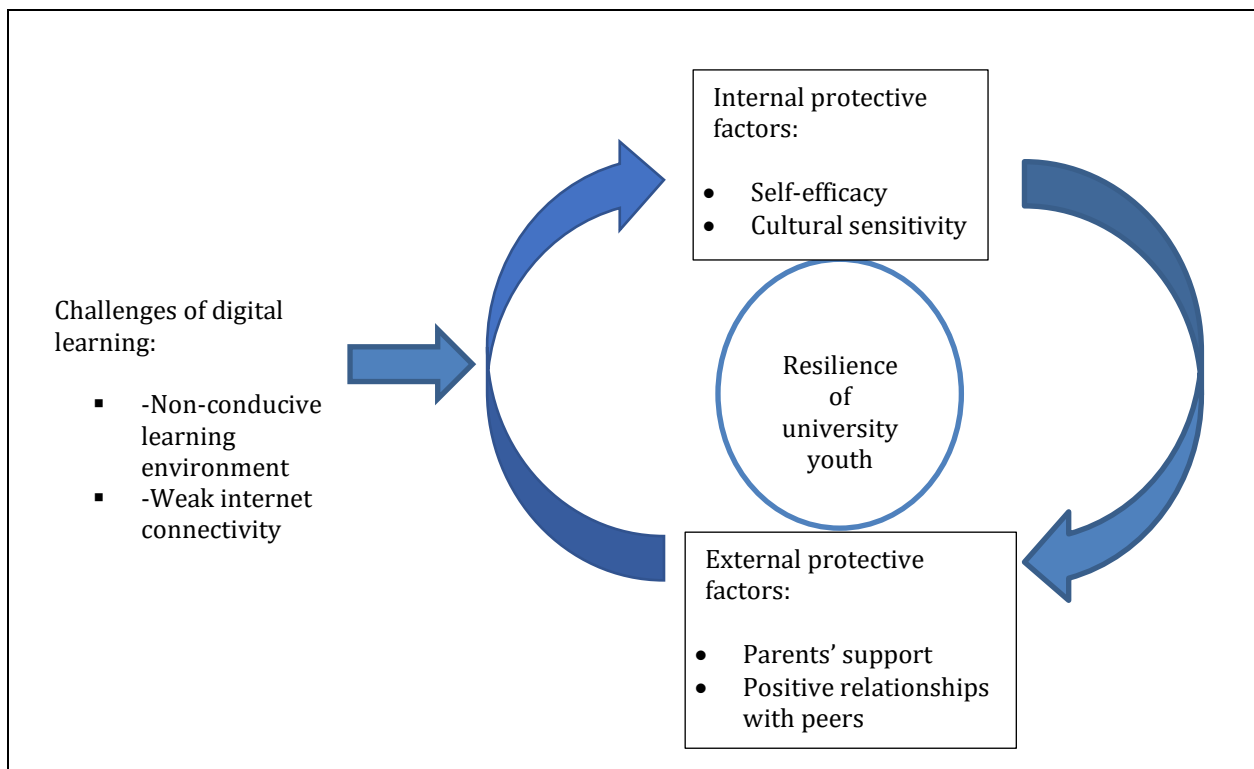 Internal protective
factors:
• Self-efficacy
• Cultural sensitivity
Challenges of digital
learning:
▪ -Non-conducive
learning
environment
▪ -Weak internet
connectivity
Resilience
of
university
youth
External protective
factors:
• Parents’ support
• Positive relationships
with peers